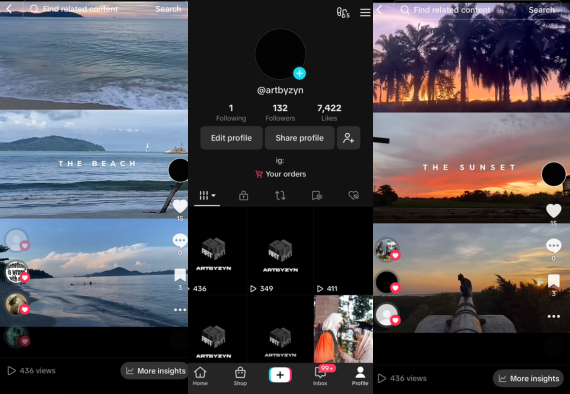 Find related content
Search
THE BEACH
15
0
3
436 views
More insights
@artbyzyn
1
Following
132
Followers
7,422
Likes
Edit profile
Share profile
ig:
Your orders
ARTBYZYN
436
ARTBYZYN
349
411
ARTBYZYN
ARTBYZYN
Home
Shop
99+
Inbox
Profile
Find related content
Search
THE SUNSET
15
0
3
436 views
More insights